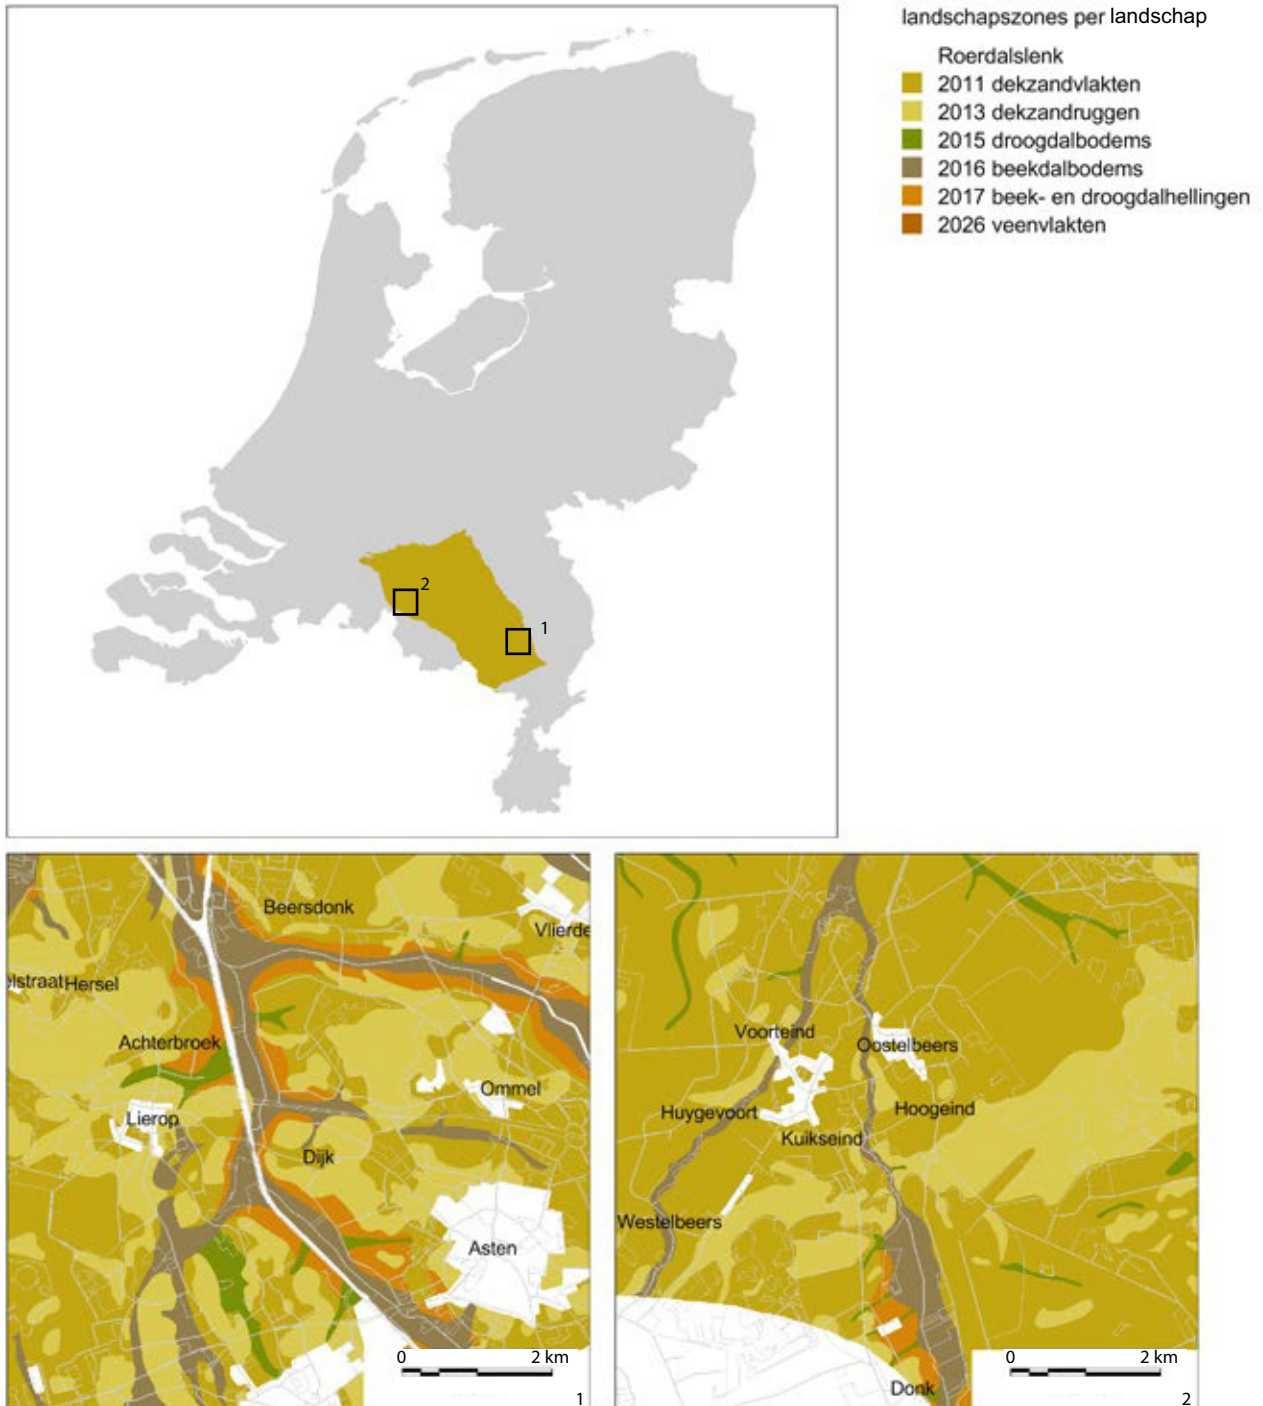 landschapszones per landschap
Roerdalslenk
2011 dekzandvlakten
2013 dekzandruggen
2015 droogdalbodems
2016 beekdalbodems
2017 beek- en droogdalhellingen
2026 veenvlakten
2
1
Beersdonk
Vlierde
elstraat Hersel
Achterbroek
Ommel
Lierop
Dijk
Asten
0 2 km
1
Voorteind
Oostelbeers
Huygevoort
Hoogeind
Kuikseind
Westelbeers
Donk
0 2 km
2